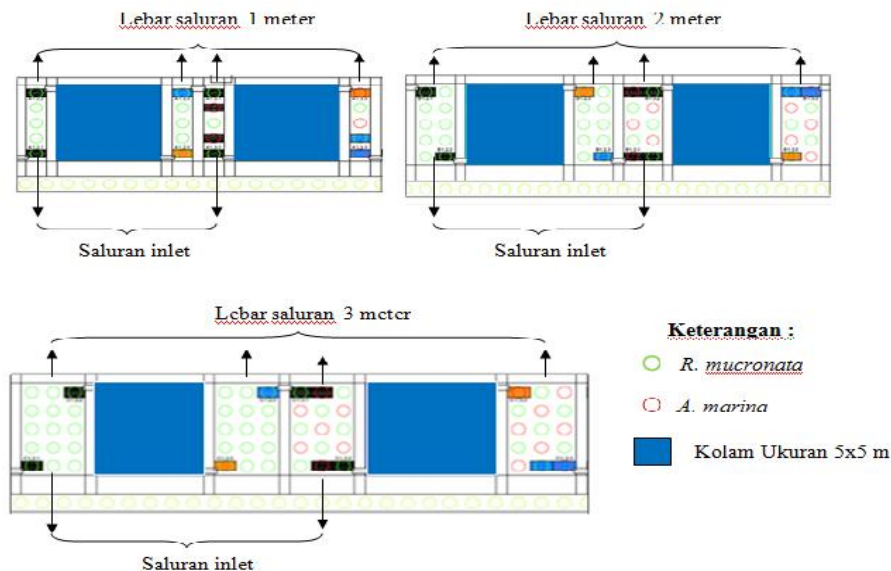 Lebar saluran 1 meter
Lebar saluran 2 meter
Saluran inlet
Saluran inlet
Lebar saluran 3 meter
Saluran inlet
Keterangan :
R. mucronata
A. marina
Kolam Ukuran 5x5 m